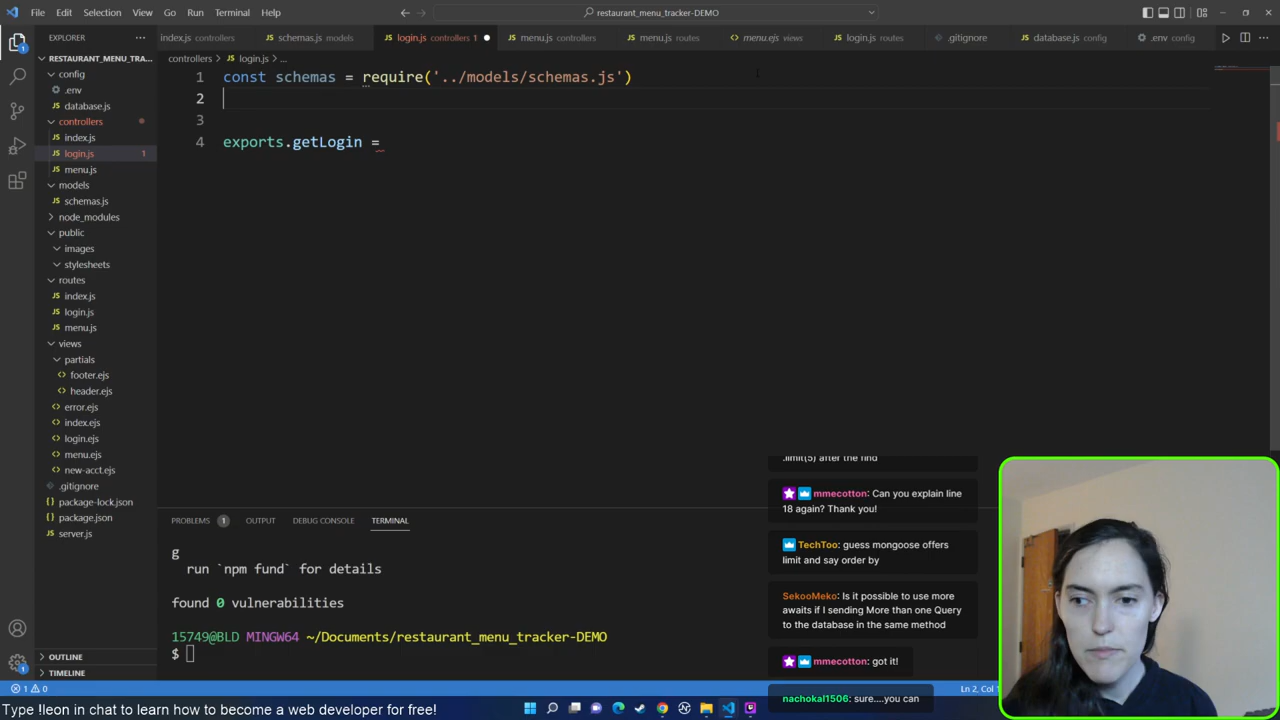 File Edit Selection View Go Run Terminal Help
restaurant_menu_tracker-DEMO
EXPLORER
RESTAURANT_MENU_TRA...
config
.env
database.js
controllers
index.js
login.js 1
menu.js
models
schemas.js
node_modules
public
images
stylesheets
routes
index.js
login.js
menu.js
views
partials
footer.ejs
header.ejs
error.ejs
index.ejs
login.ejs
menu.ejs
new-acct.ejs
.gitignore
package-lock.json
package.json
server.js
OUTLINE
TIMELINE
index.js controllers schemas.js models login.js controllers 1 menu.js controllers menu.js routes menu.ejs views login.js routes .gitignore database.js config .env config
controllers > login.js > ...
1 const schemas = require('../models/schemas.js')
2
3
4 exports.getLogin =
PROBLEMS 1 OUTPUT DEBUG CONSOLE TERMINAL
g
run `npm fund` for details
found 0 vulnerabilities
15749@BLD MINGW64 ~/Documents/restaurant_menu_tracker-DEMO
$
.limit(5) after the find
mmecotton: Can you explain line
18 again? Thank you!
TechToo: guess mongoose offers
limit and say order by
SekooMeko: Is it possible to use more
awaits if I sending More than one Query
to the database in the same method
mmecotton: got it!
nachokal1506: sure....you can
1 0
Ln 2, Col 1
Type !leon in chat to learn how to become a web developer for free!